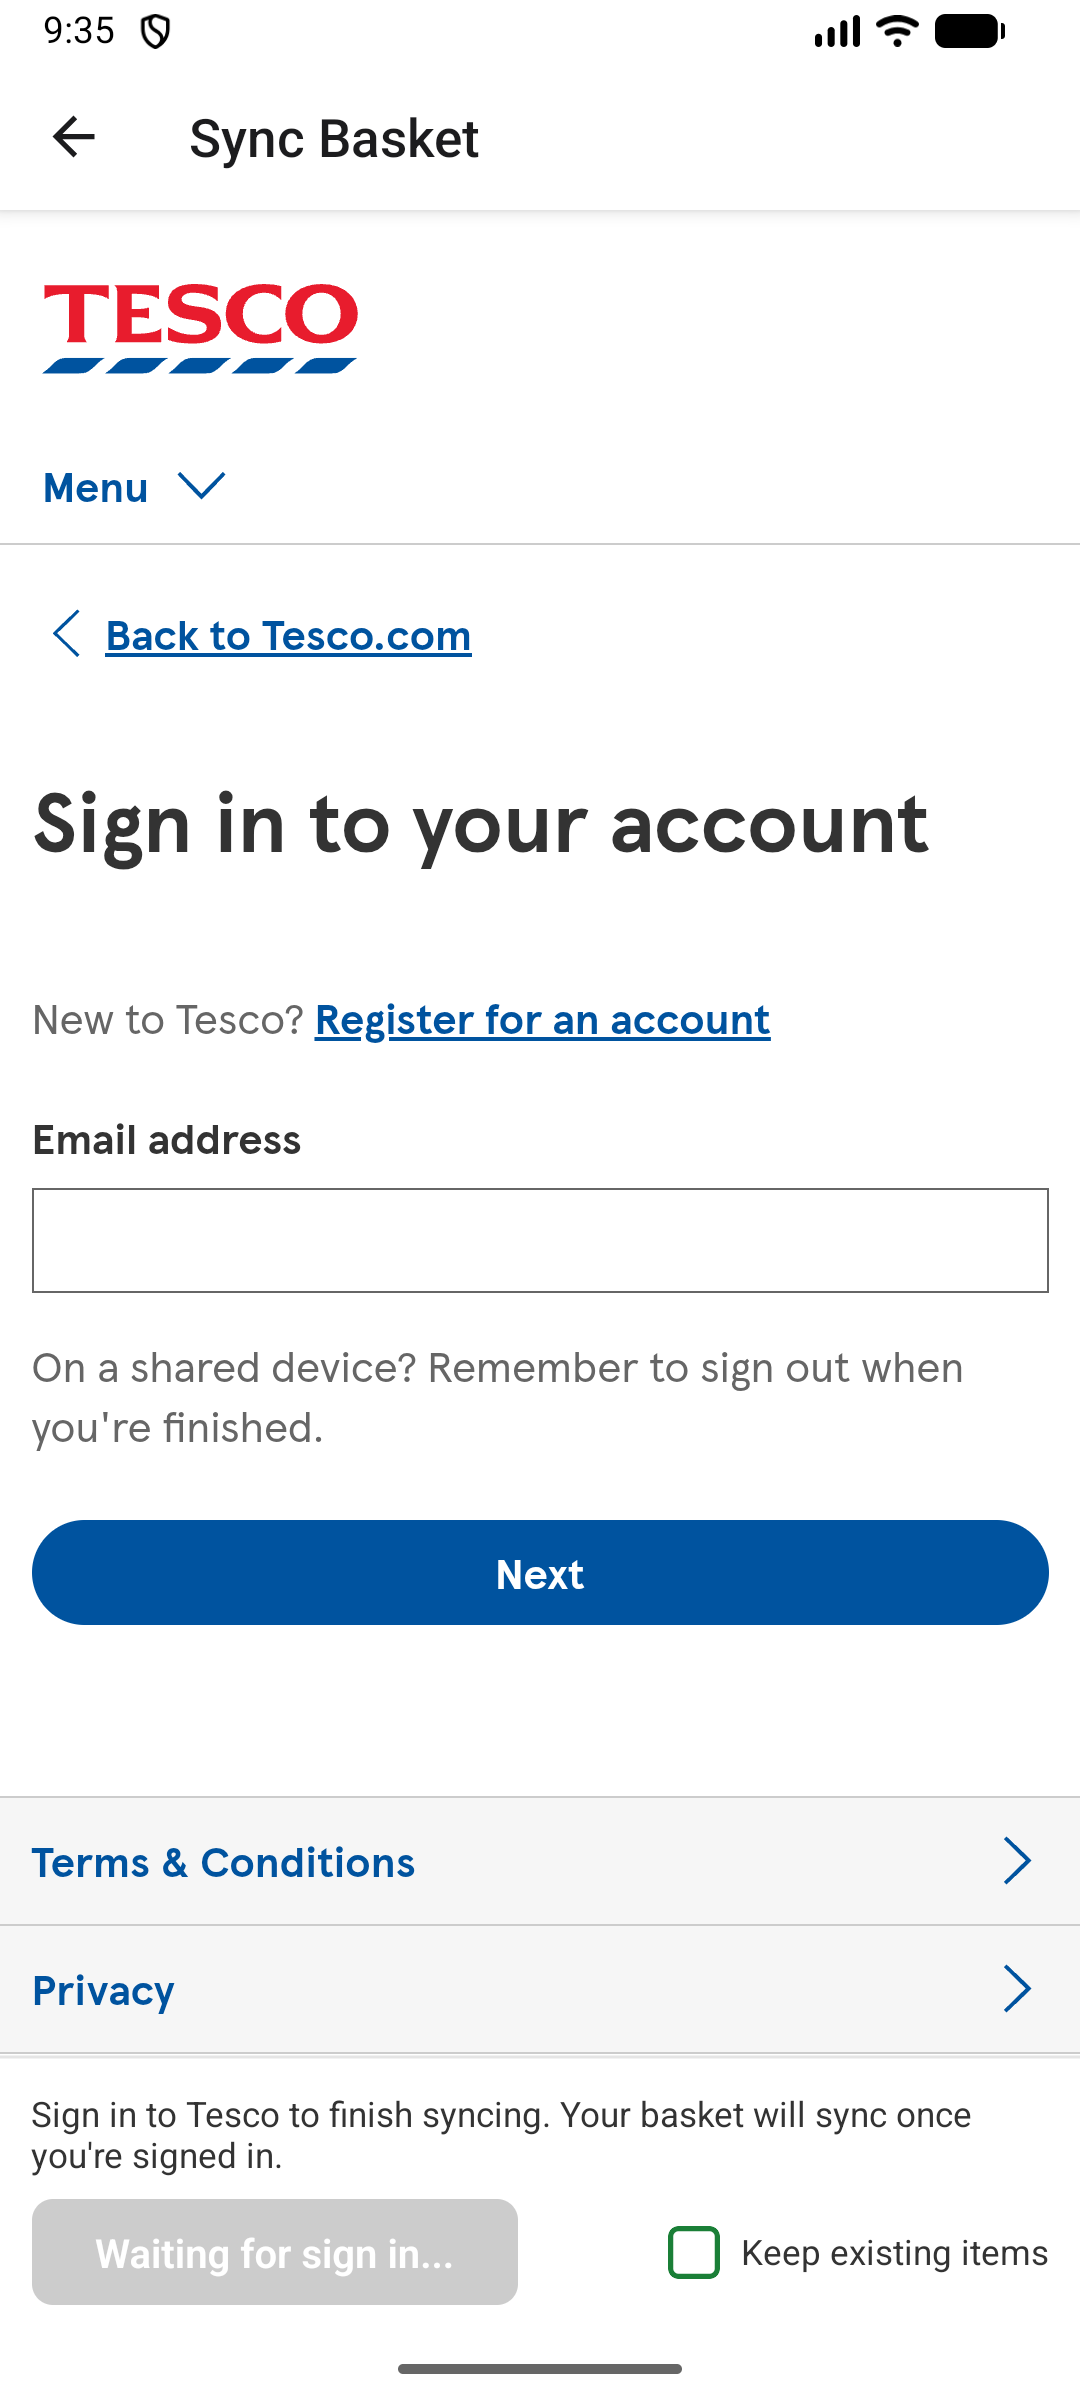 9:35
Sync Basket
TESCO
Menu
Back to Tesco.com
Sign in to your account
New to Tesco? Register for an account
Email address
On a shared device? Remember to sign out when
you're finished.
Next
Terms & Conditions
Privacy
Sign in to Tesco to finish syncing. Your basket will sync once
you're signed in.
Waiting for sign in...
Keep existing items